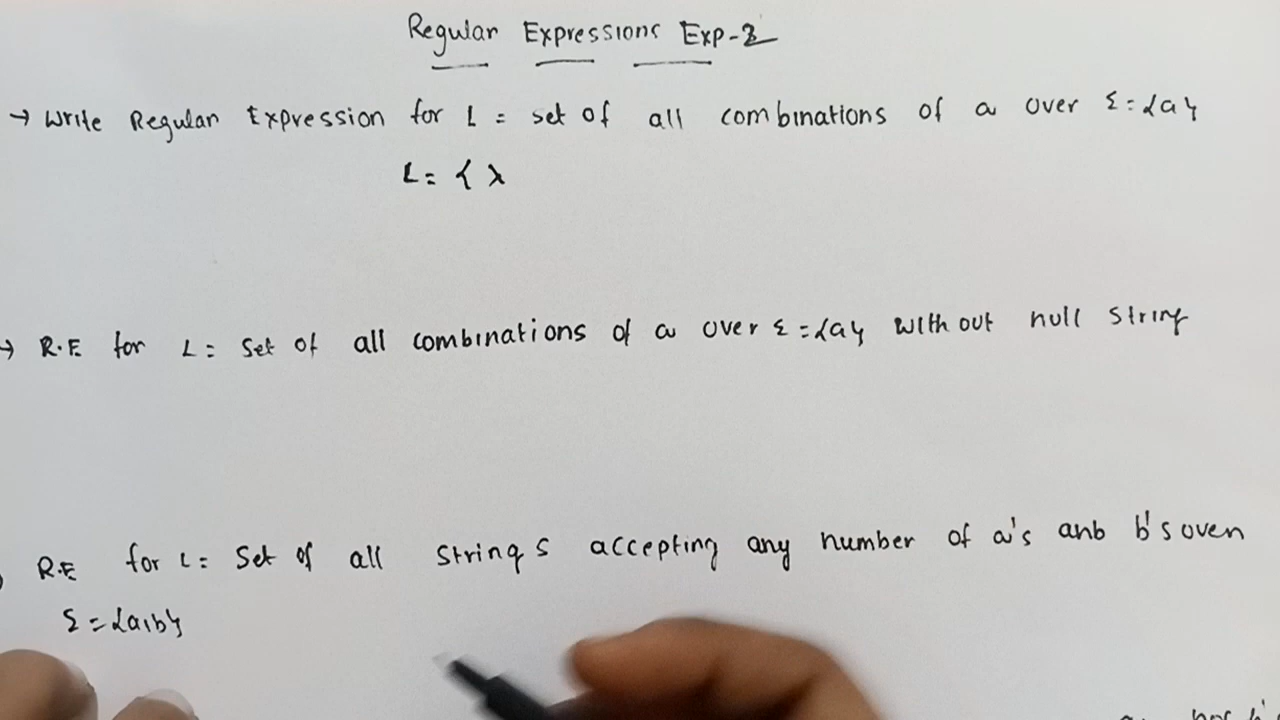 Regular Expressions Exp-2
→ Write Regular Expression for L = set of all combinations of a over Σ = {a}
L = { λ
→ R.E for L = Set of all combinations of a over Σ = {a} without null string
R.E for L = Set of all strings accepting any number of a's anb b's over
Σ = {a,b}